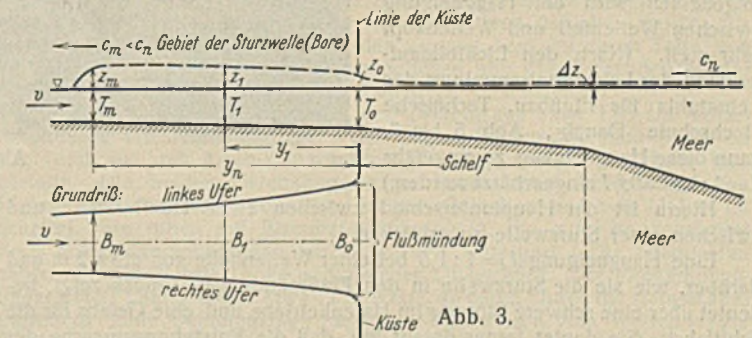 Linie der Küste
c_m < c_n Gebiet der Sturzwelle (Bore)
z_m z_1 z_0 Δz c_n
v T_m T_1 T_0 Meer
y_1
y_n Schelf
Grundriß: linkes Ufer
v B_m B_1 B_0 Flußmündung Meer
rechtes Ufer
Küste Abb. 3.